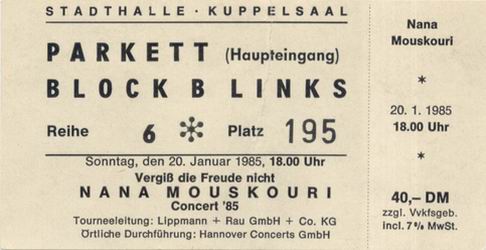 STADTHALLE · KUPPELSAAL
PARKETT (Haupteingang)
BLOCK B LINKS
Reihe 6 * Platz 195
Sonntag, den 20. Januar 1985, 18.00 Uhr
Vergiß die Freude nicht
NANA MOUSKOURI
Concert '85
Tourneeleitung: Lippmann + Rau GmbH + Co. KG
Örtliche Durchführung: Hannover Concerts GmbH
Nana
Mouskouri
*
20. 1. 1985
18.00 Uhr
*
40,– DM
zzgl. Vvkfsgeb.
incl. 7% MwSt.